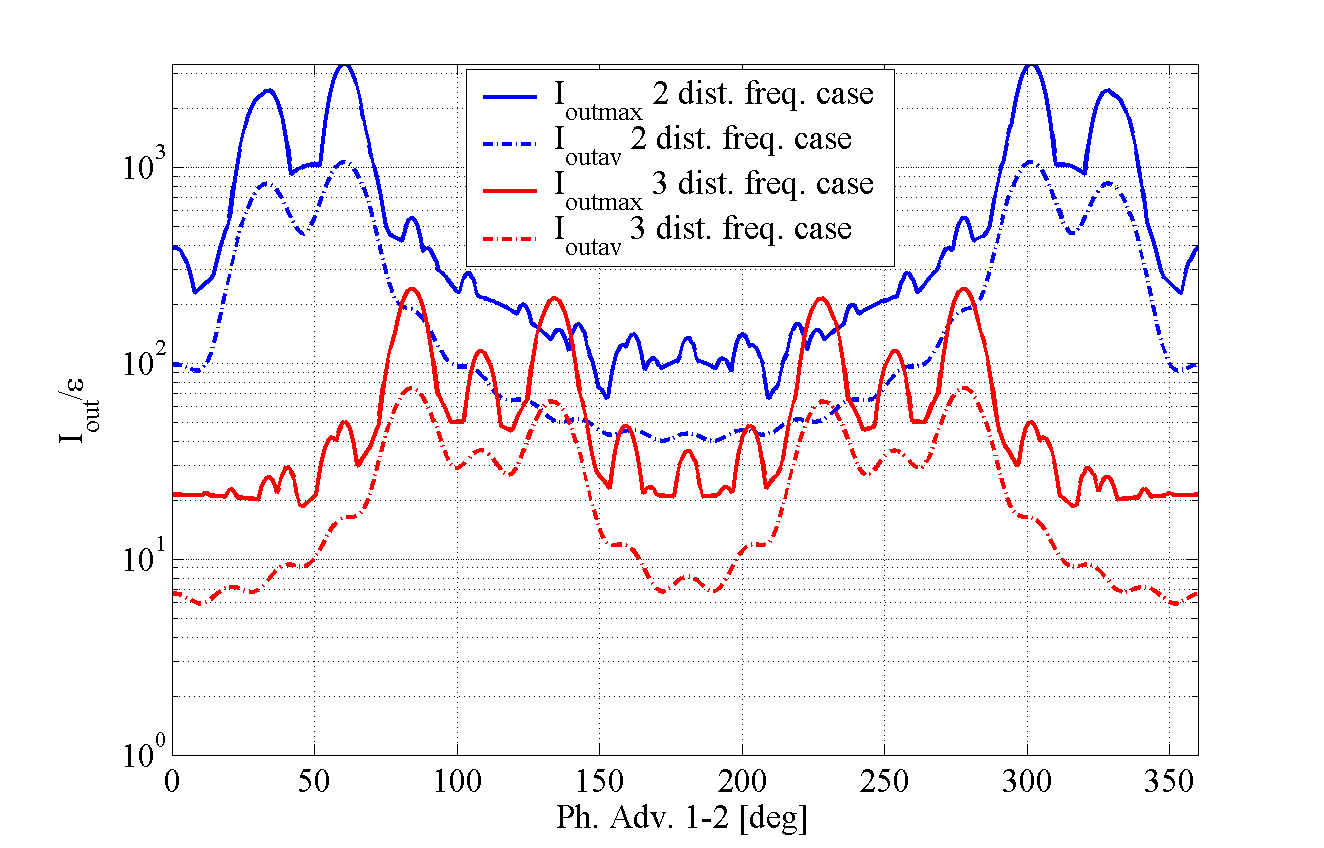 I_outmax 2 dist. freq. case
I_outav 2 dist. freq. case
I_outmax 3 dist. freq. case
I_outav 3 dist. freq. case
10^3
10^2
10^1
10^0
I_out/ε
0 50 100 150 200 250 300 350
Ph. Adv. 1-2 [deg]